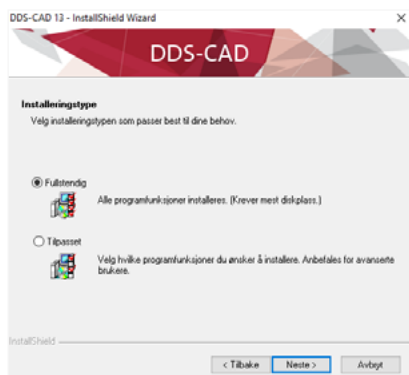 DDS-CAD 13 - InstallShield Wizard
DDS-CAD
Installeringstype
Velg installeringstypen som passer best til dine behov.
Fullstendig
Alle programfunksjoner installeres. (Krever mest diskplass.)
Tilpasset
Velg hvilke programfunksjoner du ønsker å installere. Anbefales for avanserte
brukere.
InstallShield
< Tilbake
Neste >
Avbryt